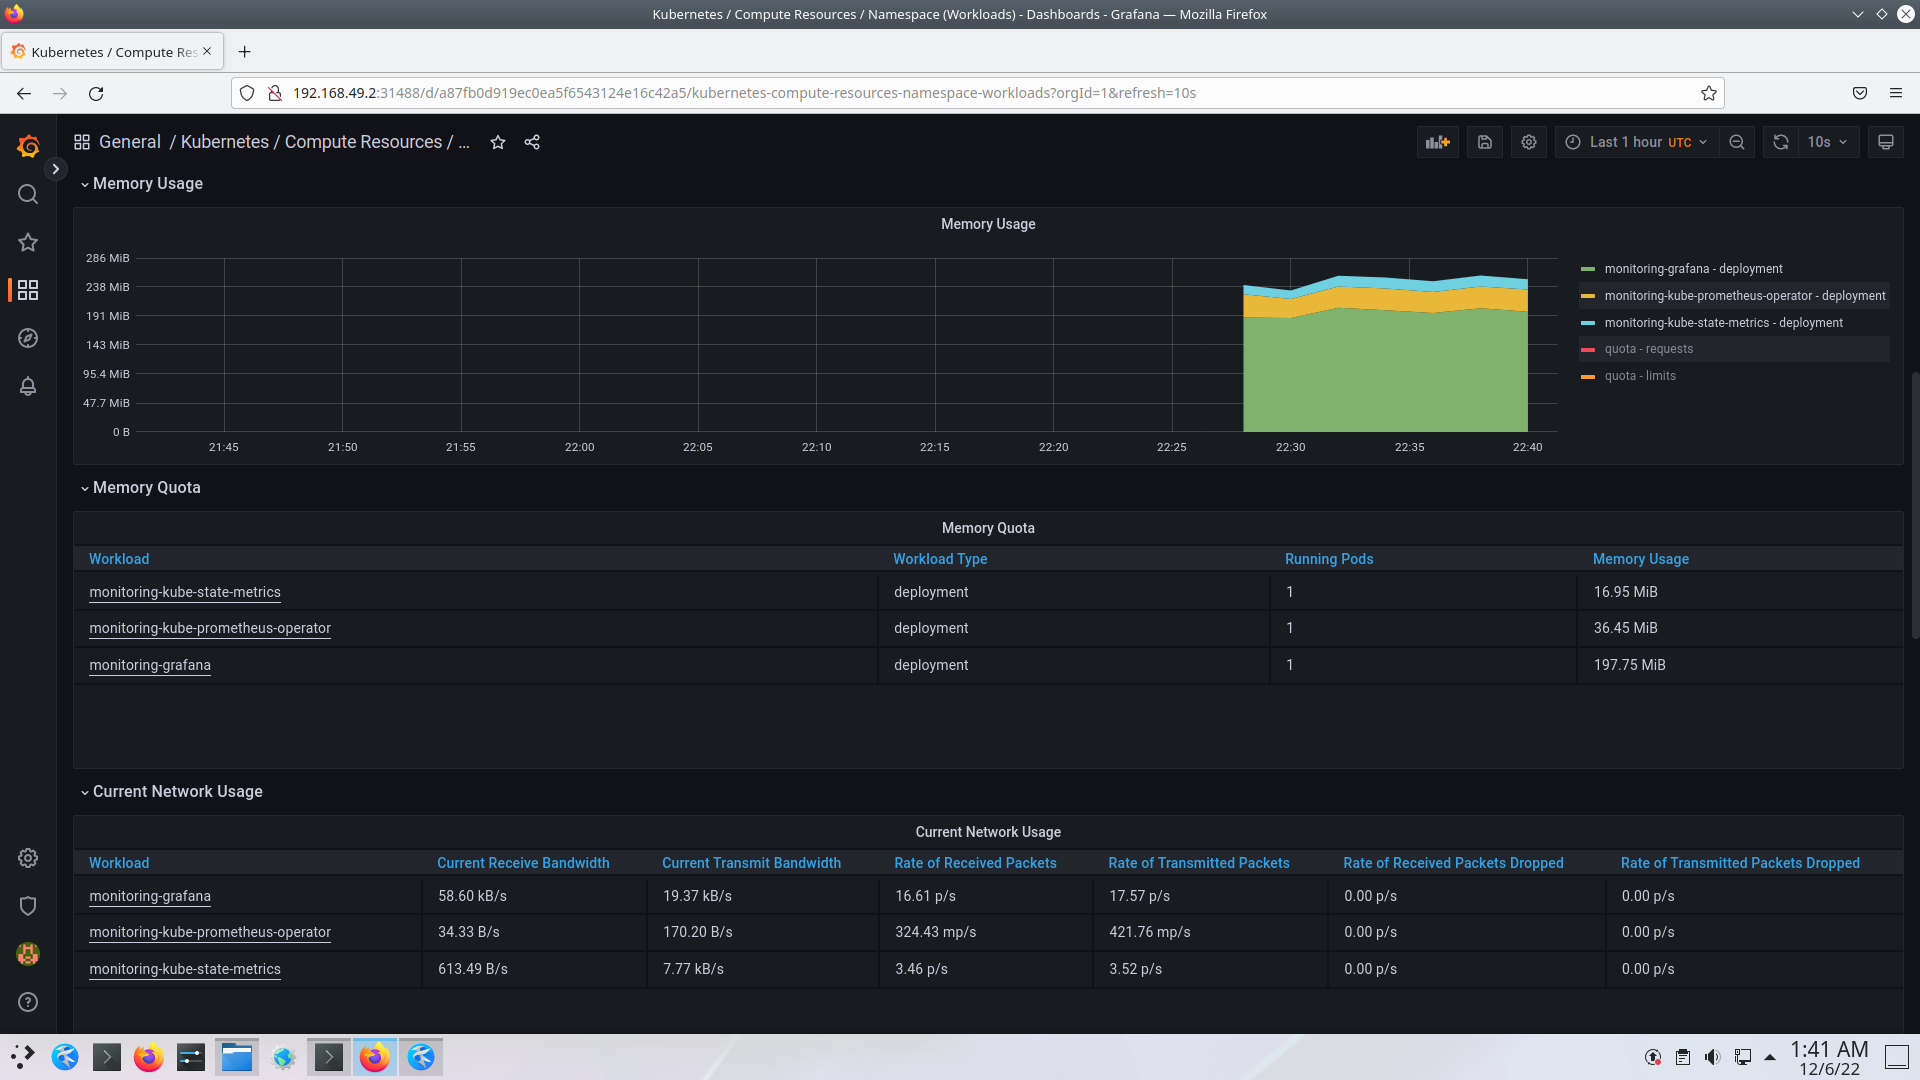 Kubernetes / Compute Resources / Namespace (Workloads) - Dashboards - Grafana — Mozilla Firefox
Kubernetes / Compute Res
192.168.49.2:31488/d/a87fb0d919ec0ea5f6543124e16c42a5/kubernetes-compute-resources-namespace-workloads?orgId=1&refresh=10s
General / Kubernetes / Compute Resources / ... Last 1 hour UTC 10s
Memory Usage
Memory Usage
286 MiB
238 MiB
191 MiB
143 MiB
95.4 MiB
47.7 MiB
0 B
21:45 21:50 21:55 22:00 22:05 22:10 22:15 22:20 22:25 22:30 22:35 22:40
monitoring-grafana - deployment
monitoring-kube-prometheus-operator - deployment
monitoring-kube-state-metrics - deployment
quota - requests
quota - limits
Memory Quota
Memory Quota
Workload Workload Type Running Pods Memory Usage
monitoring-kube-state-metrics deployment 1 16.95 MiB
monitoring-kube-prometheus-operator deployment 1 36.45 MiB
monitoring-grafana deployment 1 197.75 MiB
Current Network Usage
Current Network Usage
Workload Current Receive Bandwidth Current Transmit Bandwidth Rate of Received Packets Rate of Transmitted Packets Rate of Received Packets Dropped Rate of Transmitted Packets Dropped
monitoring-grafana 58.60 kB/s 19.37 kB/s 16.61 p/s 17.57 p/s 0.00 p/s 0.00 p/s
monitoring-kube-prometheus-operator 34.33 B/s 170.20 B/s 324.43 mp/s 421.76 mp/s 0.00 p/s 0.00 p/s
monitoring-kube-state-metrics 613.49 B/s 7.77 kB/s 3.46 p/s 3.52 p/s 0.00 p/s 0.00 p/s
1:41 AM
12/6/22